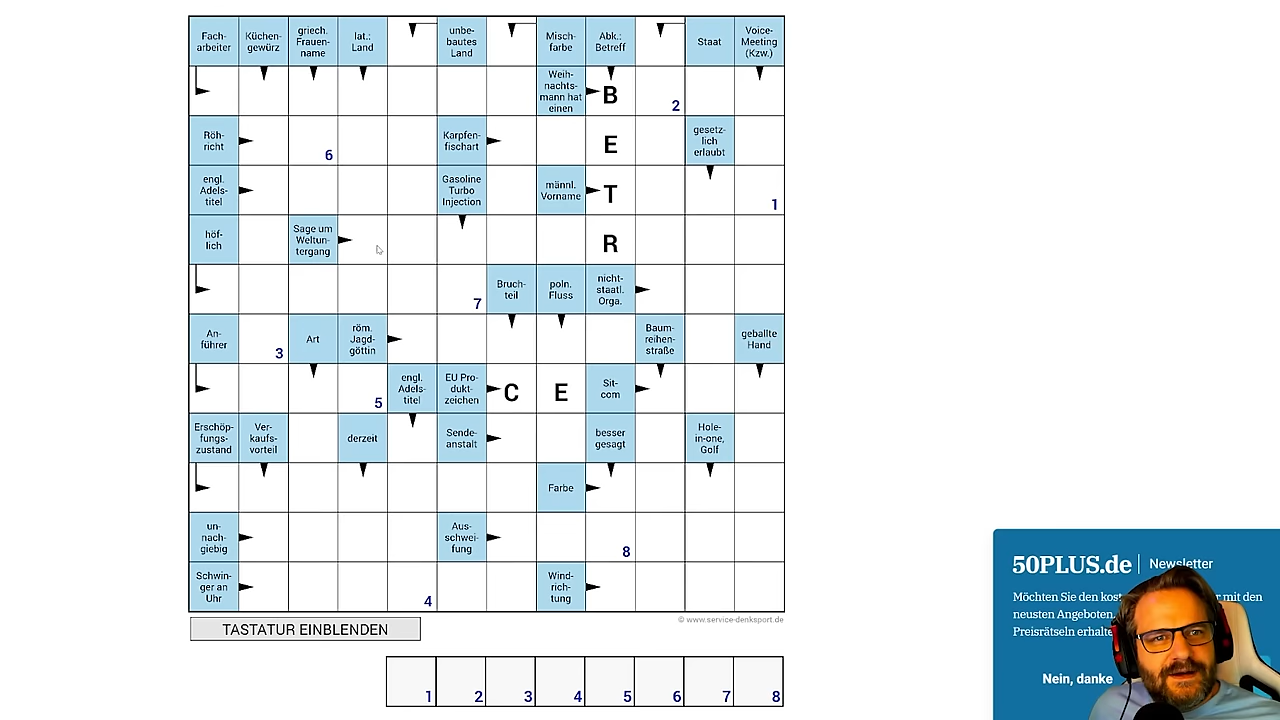 Fach-
arbeiter
Küchen-
gewürz
griech.
Frauen-
name
lat.:
Land
unbe-
bautes
Land
Misch-
farbe
Abk.:
Betreff
Staat
Voice-
Meeting
(Kzw.)
Weih-
nachts-
mann hat
einen
B
2
Röh-
richt
6
Karpfen-
fischart
E
gesetz-
lich
erlaubt
engl.
Adels-
titel
Gasoline
Turbo
Injection
männl.
Vorname
T
1
höf-
lich
Sage um
Weltun-
tergang
R
7
Bruch-
teil
poln.
Fluss
nicht-
staatl.
Orga.
An-
führer
3
Art
röm.
Jagd-
göttin
Baum-
reihen-
straße
geballte
Hand
5
engl.
Adels-
titel
EU Pro-
dukt-
zeichen
C
E
Sit-
com
Erschöp-
fungs-
zustand
Ver-
kaufs-
vorteil
derzeit
Sende-
anstalt
besser
gesagt
Hole-
in-one,
Golf
Farbe
un-
nach-
giebig
Aus-
schwei-
fung
8
Schwin-
ger an
Uhr
4
Wind-
rich-
tung
© www.service-denksport.de
TASTATUR EINBLENDEN
1 2 3 4 5 6 7 8
50PLUS.de | Newsletter
Möchten Sie den mit den
neusten Angeboten,
Preisrätseln
Nein, danke